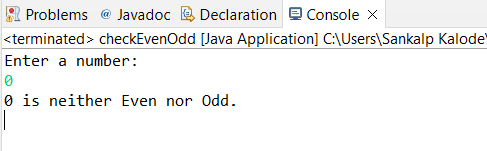 Problems @ Javadoc Declaration Console
<terminated> checkEvenOdd [Java Application] C:\Users\Sankalp Kalode\
Enter a number:
0
0 is neither Even nor Odd.